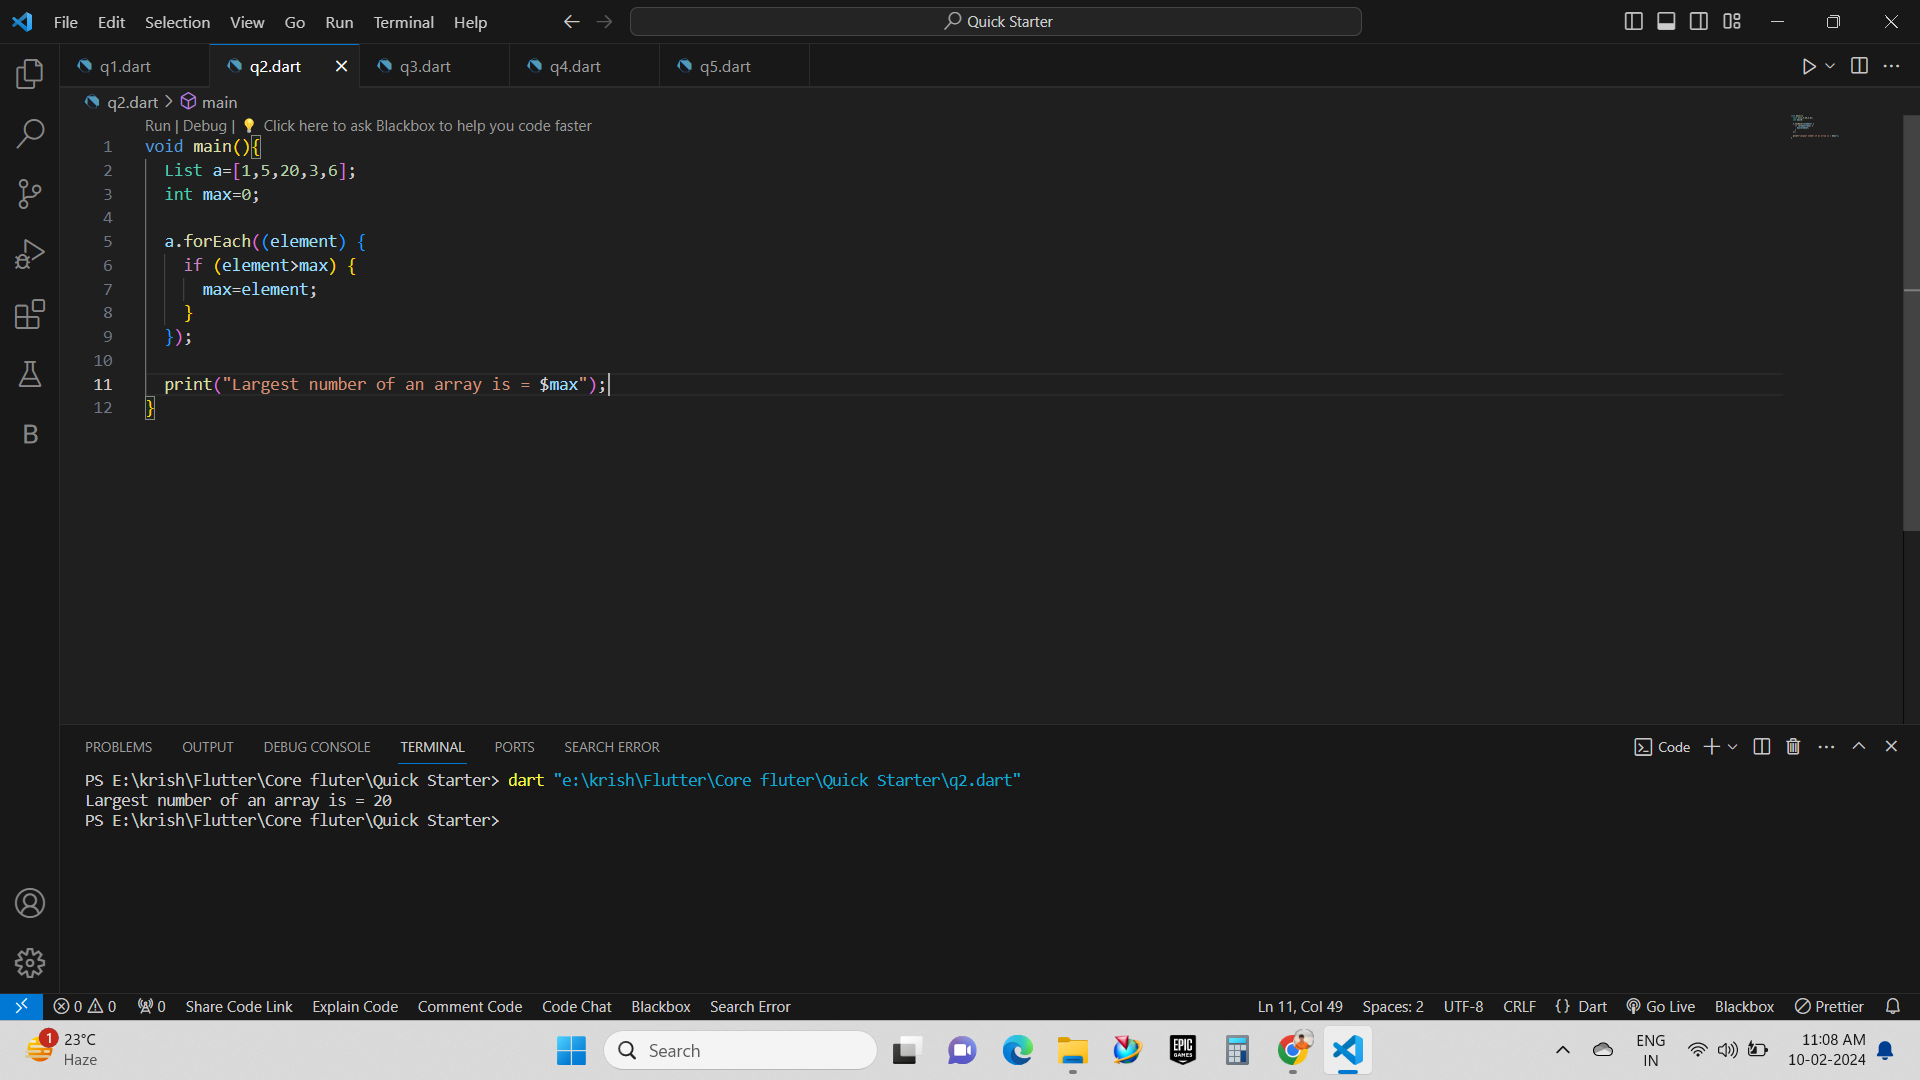 File Edit Selection View Go Run Terminal Help
Quick Starter
q1.dart q2.dart q3.dart q4.dart q5.dart
q2.dart > main
Run | Debug | Click here to ask Blackbox to help you code faster
1 void main(){
2 List a=[1,5,20,3,6];
3 int max=0;
4
5 a.forEach((element) {
6 if (element>max) {
7 max=element;
8 }
9 });
10
11 print("Largest number of an array is = $max");
12 }
B
PROBLEMS OUTPUT DEBUG CONSOLE TERMINAL PORTS SEARCH ERROR
Code
PS E:\krish\Flutter\Core fluter\Quick Starter> dart "e:\krish\Flutter\Core fluter\Quick Starter\q2.dart"
Largest number of an array is = 20
PS E:\krish\Flutter\Core fluter\Quick Starter>
0 0 0 Share Code Link Explain Code Comment Code Code Chat Blackbox Search Error
Ln 11, Col 49 Spaces: 2 UTF-8 CRLF {} Dart Go Live Blackbox Prettier
1
23°C
Haze
Search
EPIC
GAMES
ENG
IN
11:08 AM
10-02-2024